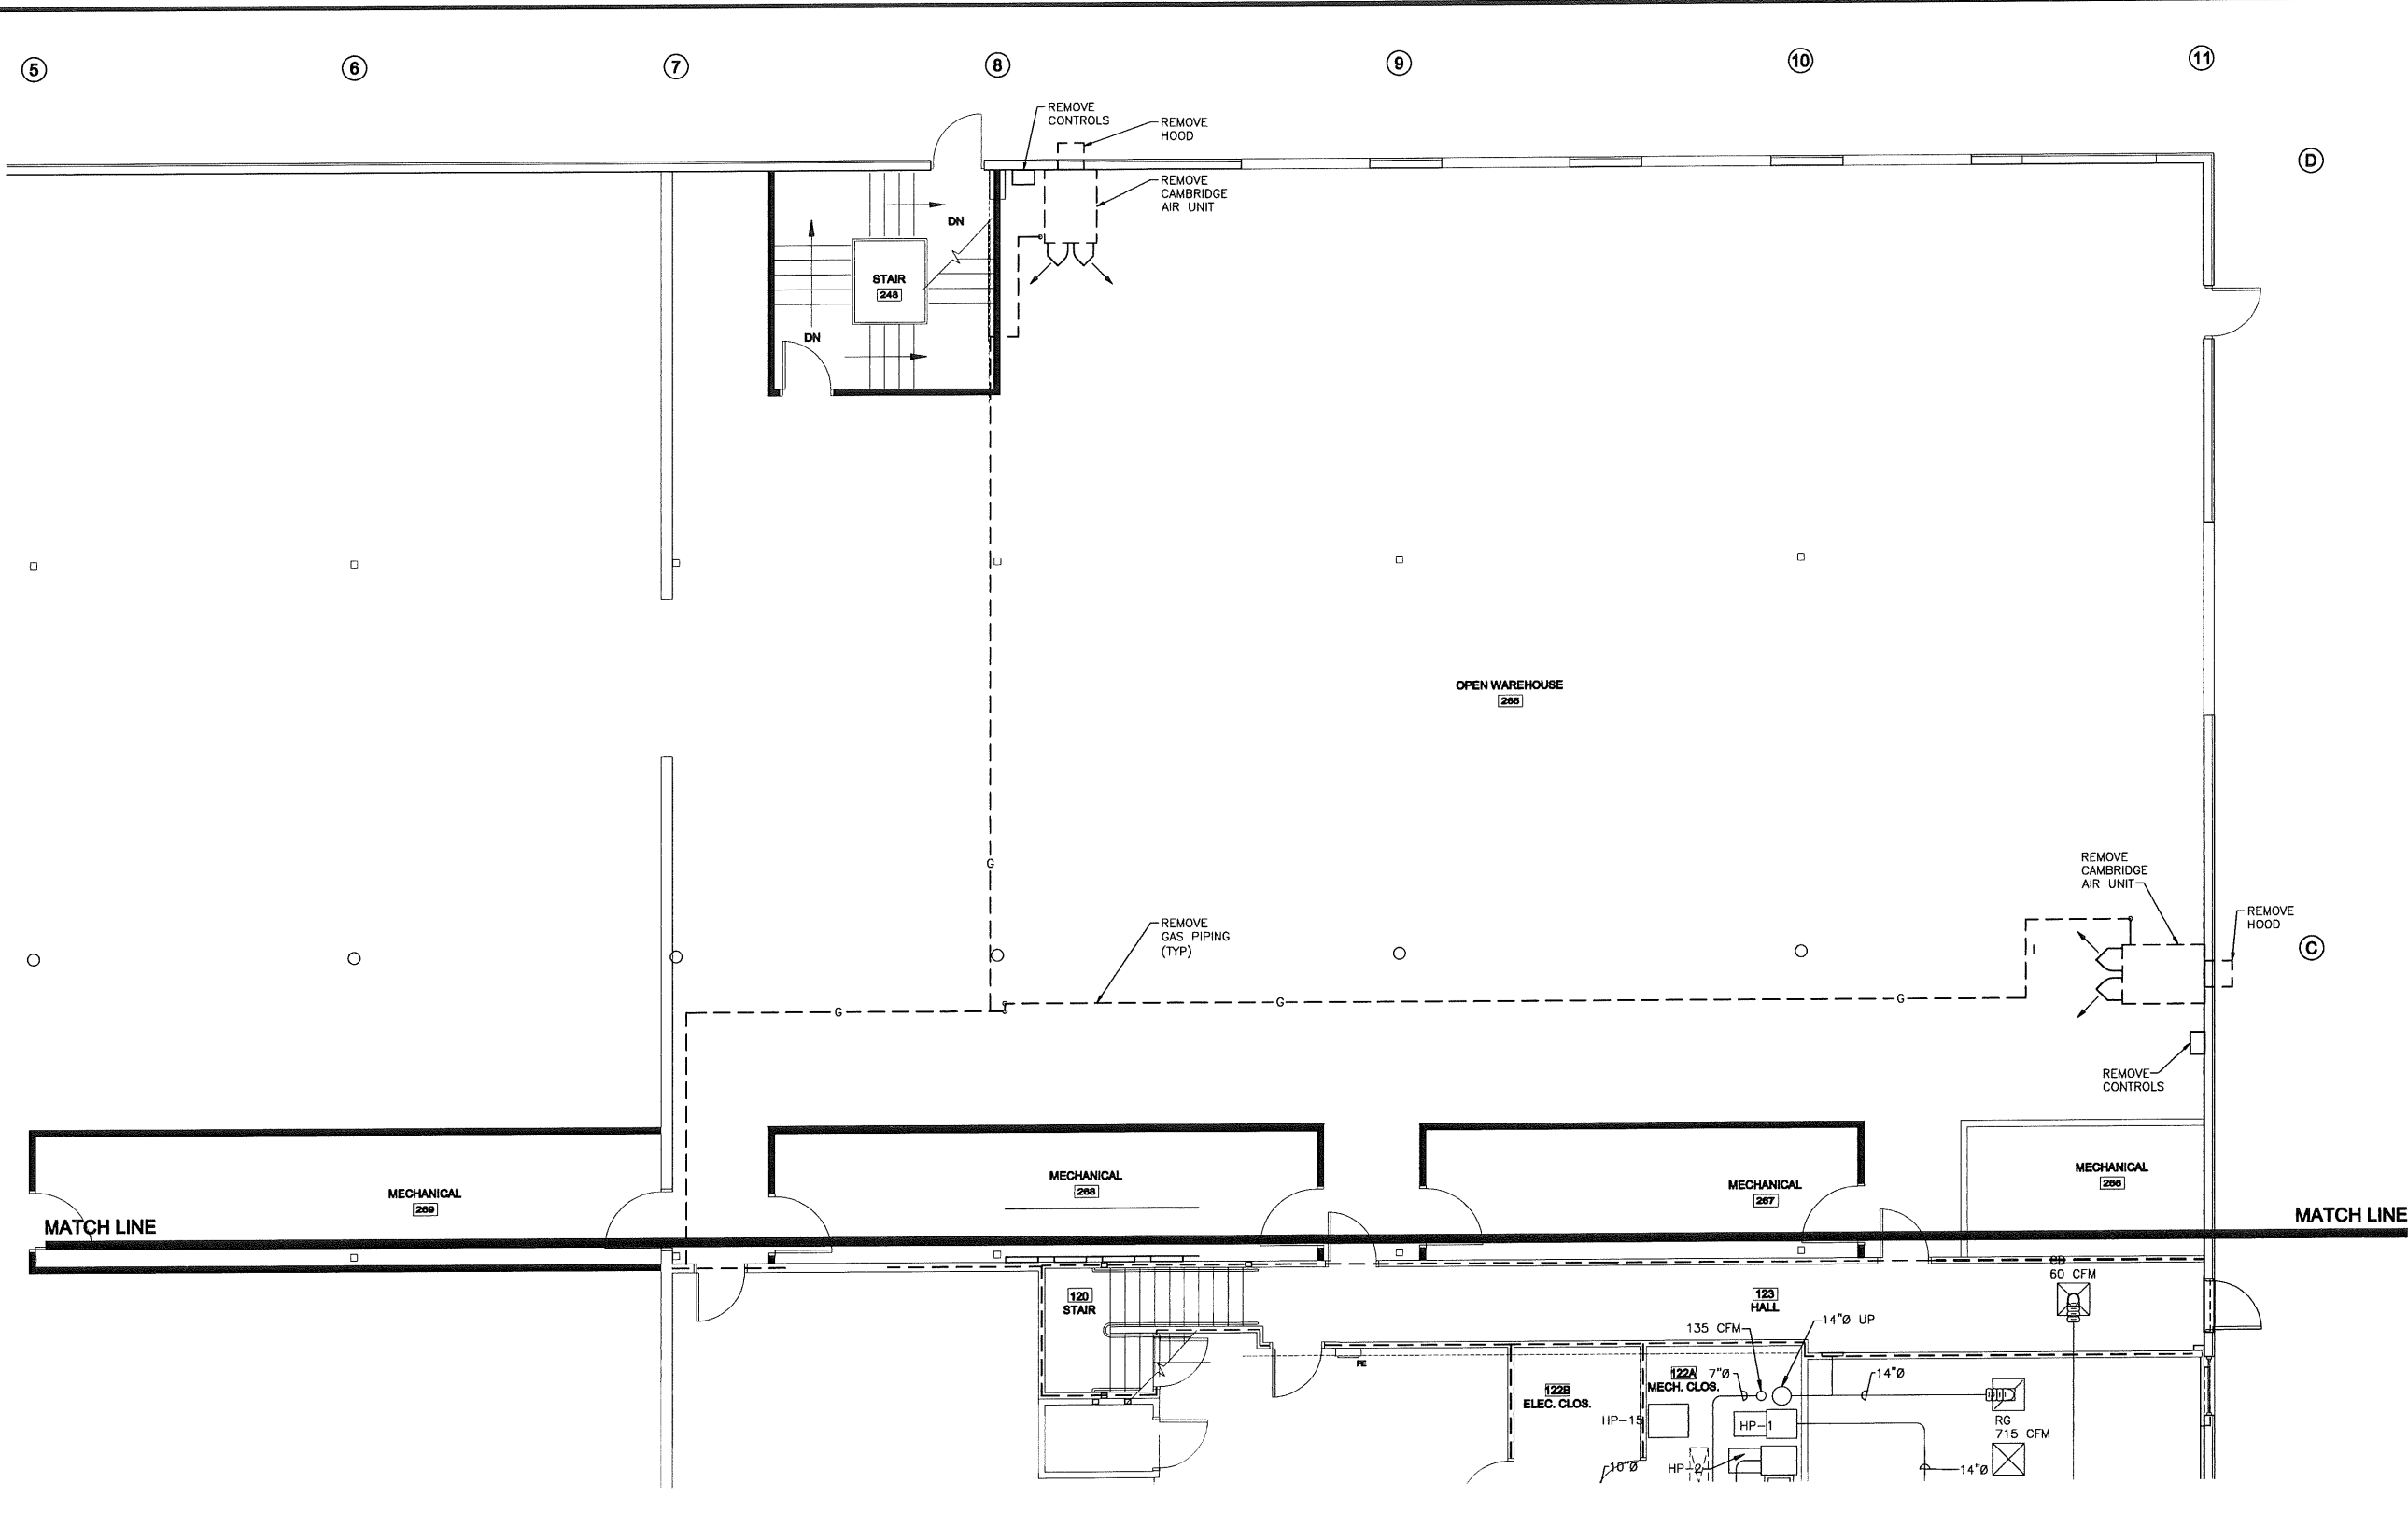 5
6
7
8
9
10
11
REMOVE
CONTROLS
REMOVE
HOOD
D
REMOVE
CAMBRIDGE
AIR UNIT
DN
STAIR
248
DN
OPEN WAREHOUSE
265
G
REMOVE
CAMBRIDGE
AIR UNIT
REMOVE
HOOD
REMOVE
GAS PIPING
(TYP)
C
G
G
G
REMOVE
CONTROLS
MECHANICAL
269
MECHANICAL
268
MECHANICAL
267
MECHANICAL
266
MATCH LINE
MATCH LINE
CD
60 CFM
120
STAIR
123
HALL
135 CFM
14"Ø UP
FE
122B
ELEC. CLOS.
122A
MECH. CLOS.
7"Ø
14"Ø
HP-15
HP-1
RG
715 CFM
10"Ø
HP-2
14"Ø